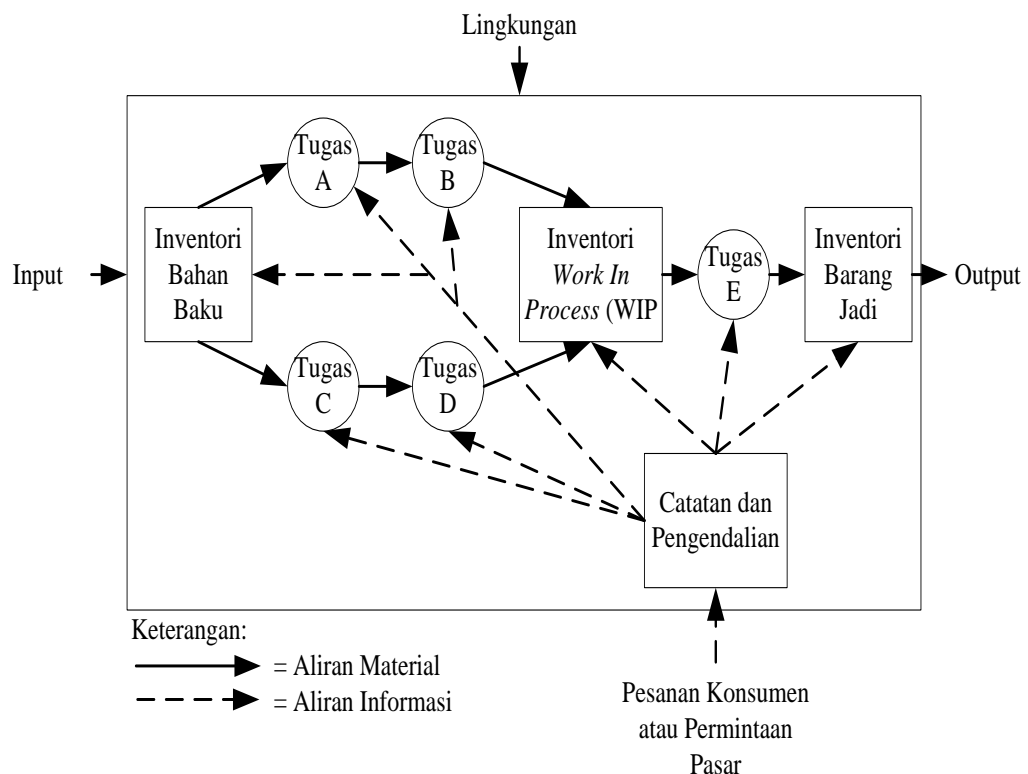 Lingkungan
Tugas
A
Tugas
B
Inventori
Bahan
Baku
Inventori
Work In
Process (WIP
Tugas
E
Inventori
Barang
Jadi
Input
Output
Tugas
C
Tugas
D
Catatan dan
Pengendalian
Keterangan:
= Aliran Material
= Aliran Informasi
Pesanan Konsumen
atau Permintaan
Pasar